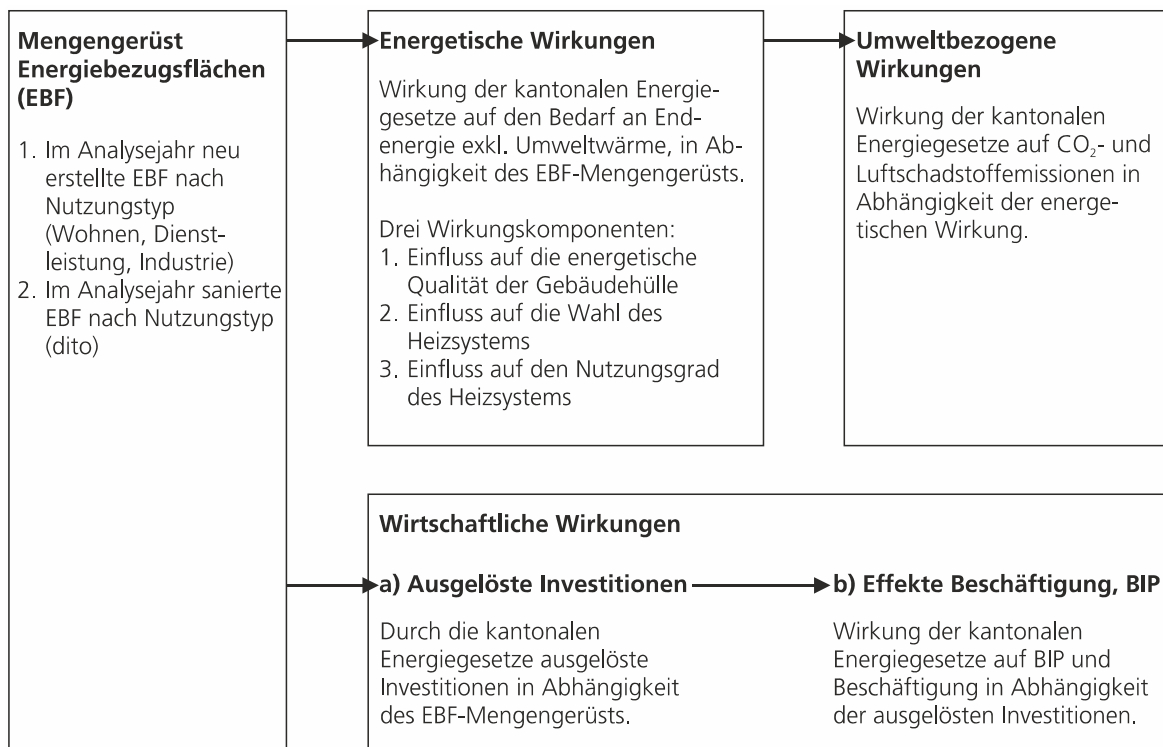 Mengengerüst
Energiebezugsflächen
(EBF)
1. Im Analysejahr neu
erstellte EBF nach
Nutzungstyp
(Wohnen, Dienst-
leistung, Industrie)
2. Im Analysejahr sanierte
EBF nach Nutzungstyp
(dito)
Energetische Wirkungen
Wirkung der kantonalen Energie-
gesetze auf den Bedarf an End-
energie exkl. Umweltwärme, in Ab-
hängigkeit des EBF-Mengengerüsts.
Drei Wirkungskomponenten:
1. Einfluss auf die energetische
Qualität der Gebäudehülle
2. Einfluss auf die Wahl des
Heizsystems
3. Einfluss auf den Nutzungsgrad
des Heizsystems
Umweltbezogene
Wirkungen
Wirkung der kantonalen
Energiegesetze auf CO₂- und
Luftschadstoffemissionen in
Abhängigkeit der energe-
tischen Wirkung.
Wirtschaftliche Wirkungen
a) Ausgelöste Investitionen
Durch die kantonalen
Energiegesetze ausgelöste
Investitionen in Abhängigkeit
des EBF-Mengengerüsts.
b) Effekte Beschäftigung, BIP
Wirkung der kantonalen
Energiegesetze auf BIP und
Beschäftigung in Abhängigkeit
der ausgelösten Investitionen.